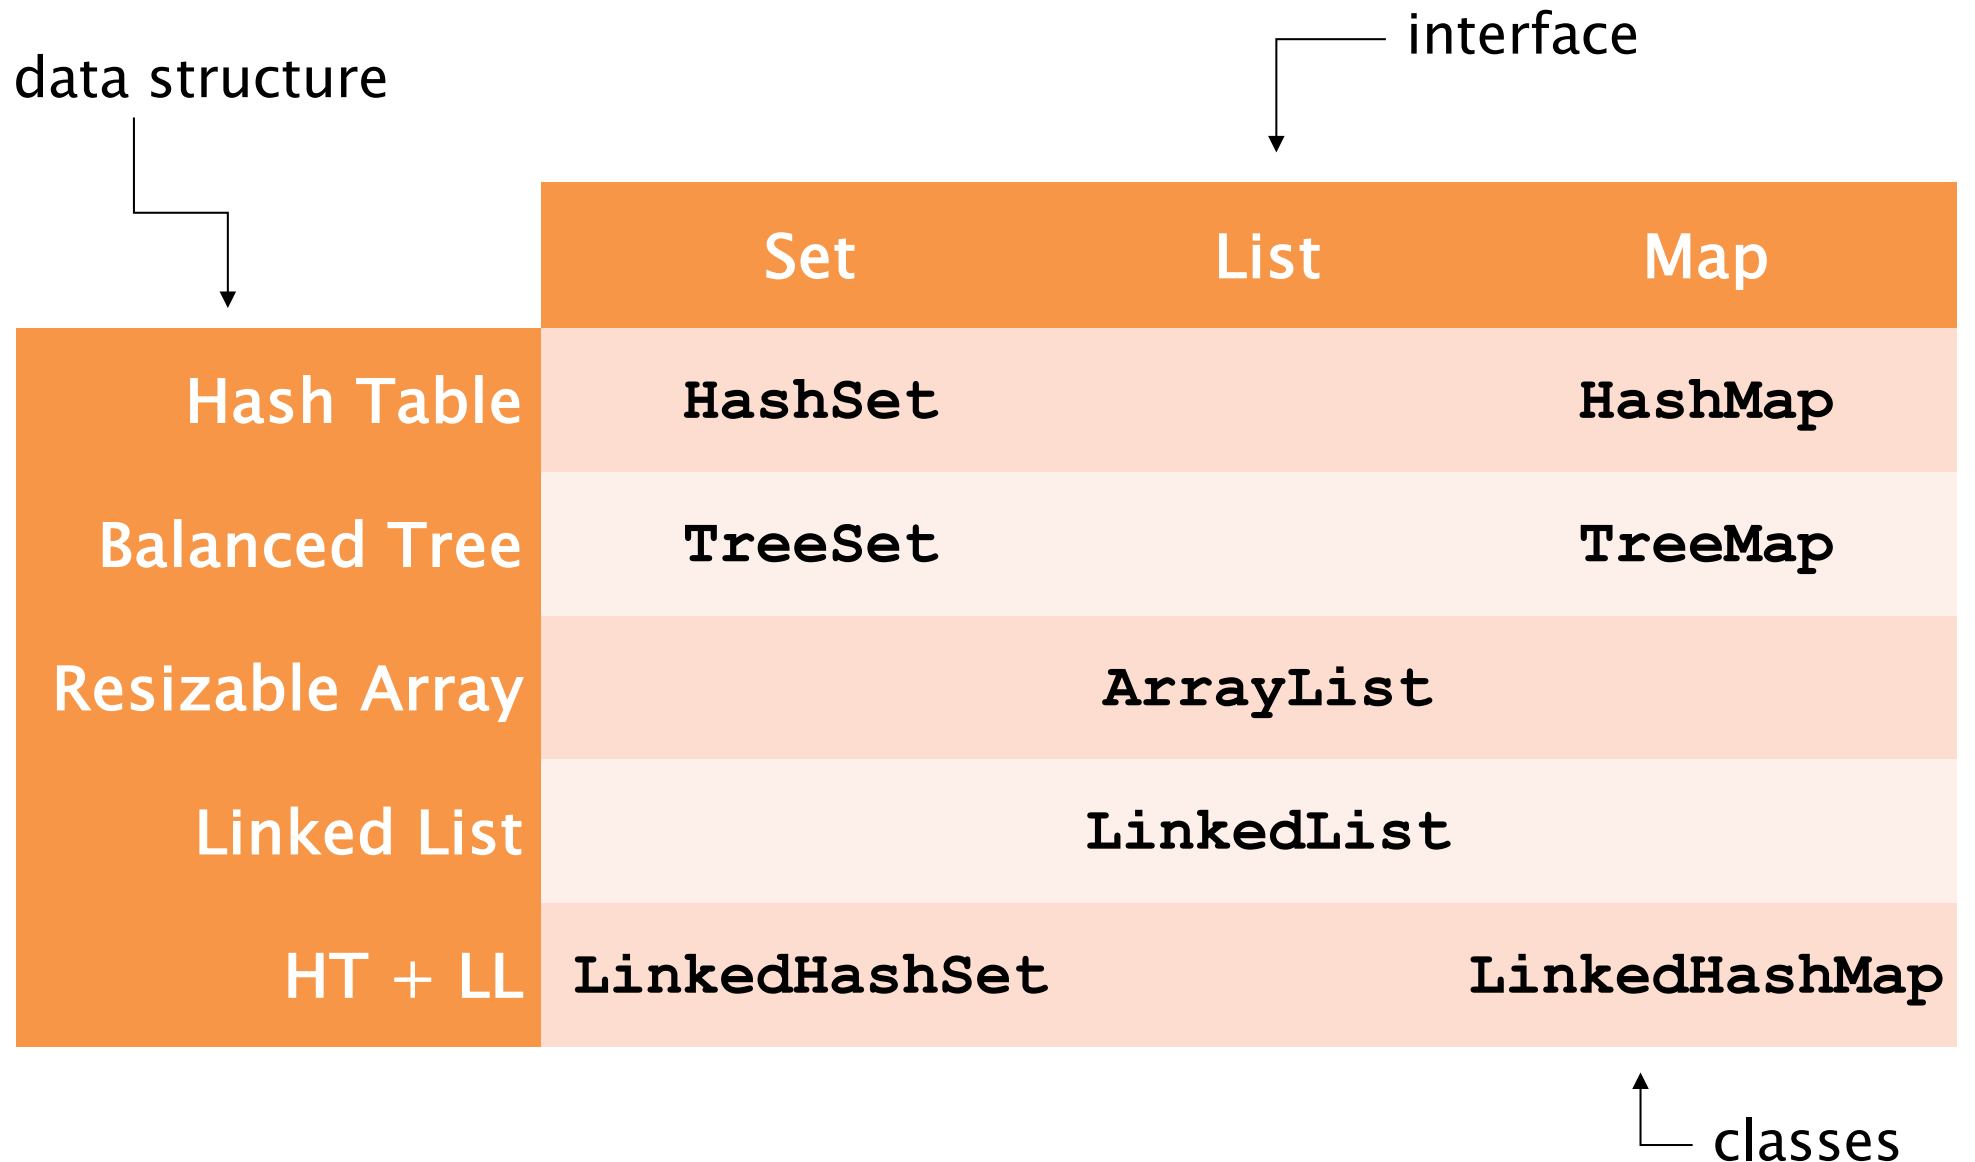 interface
data structure
Set List Map
Hash Table HashSet HashMap
Balanced Tree TreeSet TreeMap
Resizable Array ArrayList
Linked List LinkedList
HT + LL LinkedHashSet LinkedHashMap
classes